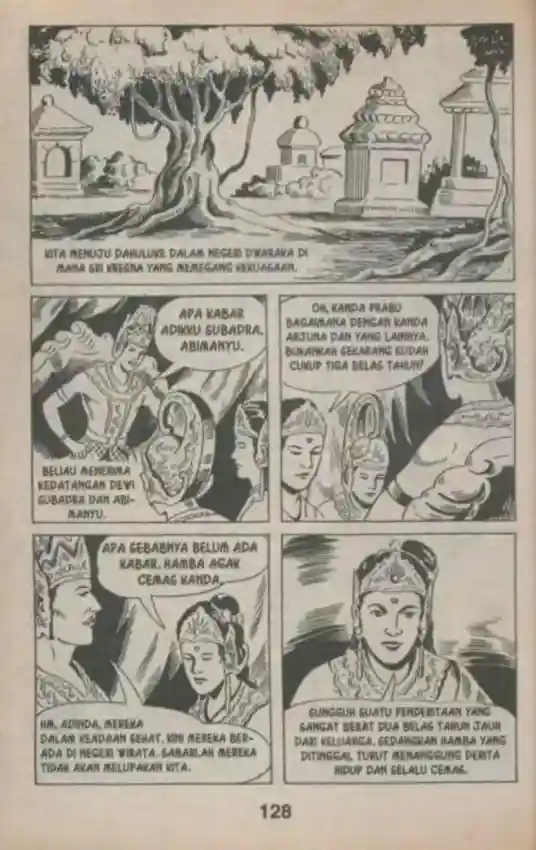 KITA MENUJU DAHULUKE DALAM NEGERI DWARAKA DI
MANA SRI KRESNA YANG MEMEGANG KEKUASAAN.
APA KABAR
ADIKKU SUBADRA,
ABIMANYU.
BELIAU MENERIMA
KEDATANGAN DEWI
SUBADRA DAN ABI-
MANYU.
OH, KANDA PRABU
BAGAIMANA DENGAN KANDA
ARJUNA DAN YANG LAINNYA.
BUKANKAH SEKARANG SUDAH
CUKUP TIGA BELAS TAHUN?
APA SEBABNYA BELUM ADA
KABAR. HAMBA AGAK
CEMAS KANDA.
HM, ADINDA, MEREKA
DALAM KEADAAN SEHAT. KINI MEREKA BER-
ADA DI NEGERI WIRATA. SABARLAH MEREKA
TIDAK AKAN MELUPAKAN KITA.
SUNGGUH SUATU PENDERITAAN YANG
SANGAT BERAT DUA BELAS TAHUN JAUH
DARI KELUARGA. SEDANGKAN HAMBA YANG
DITINGGAL TURUT MENANGGUNG DERITA
HIDUP DAN SELALU CEMAS.
128